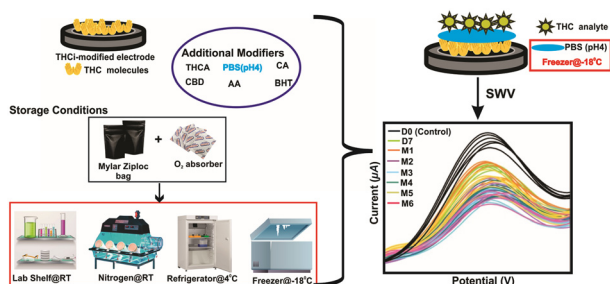 THCi-modified electrode
THC molecules
Additional Modifiers
THCA PBS(pH4) CA
CBD AA BHT
Storage Conditions
Mylar Ziploc
bag
+
O₂ absorber
Lab Shelf@RT
Nitrogen@RT
Refrigerator@4°C
Freezer@-18°C
THC analyte
PBS (pH4)
Freezer@-18°C
SWV
Current (µA)
D0 (Control)
D7
M1
M2
M3
M4
M5
M6
Potential (V)